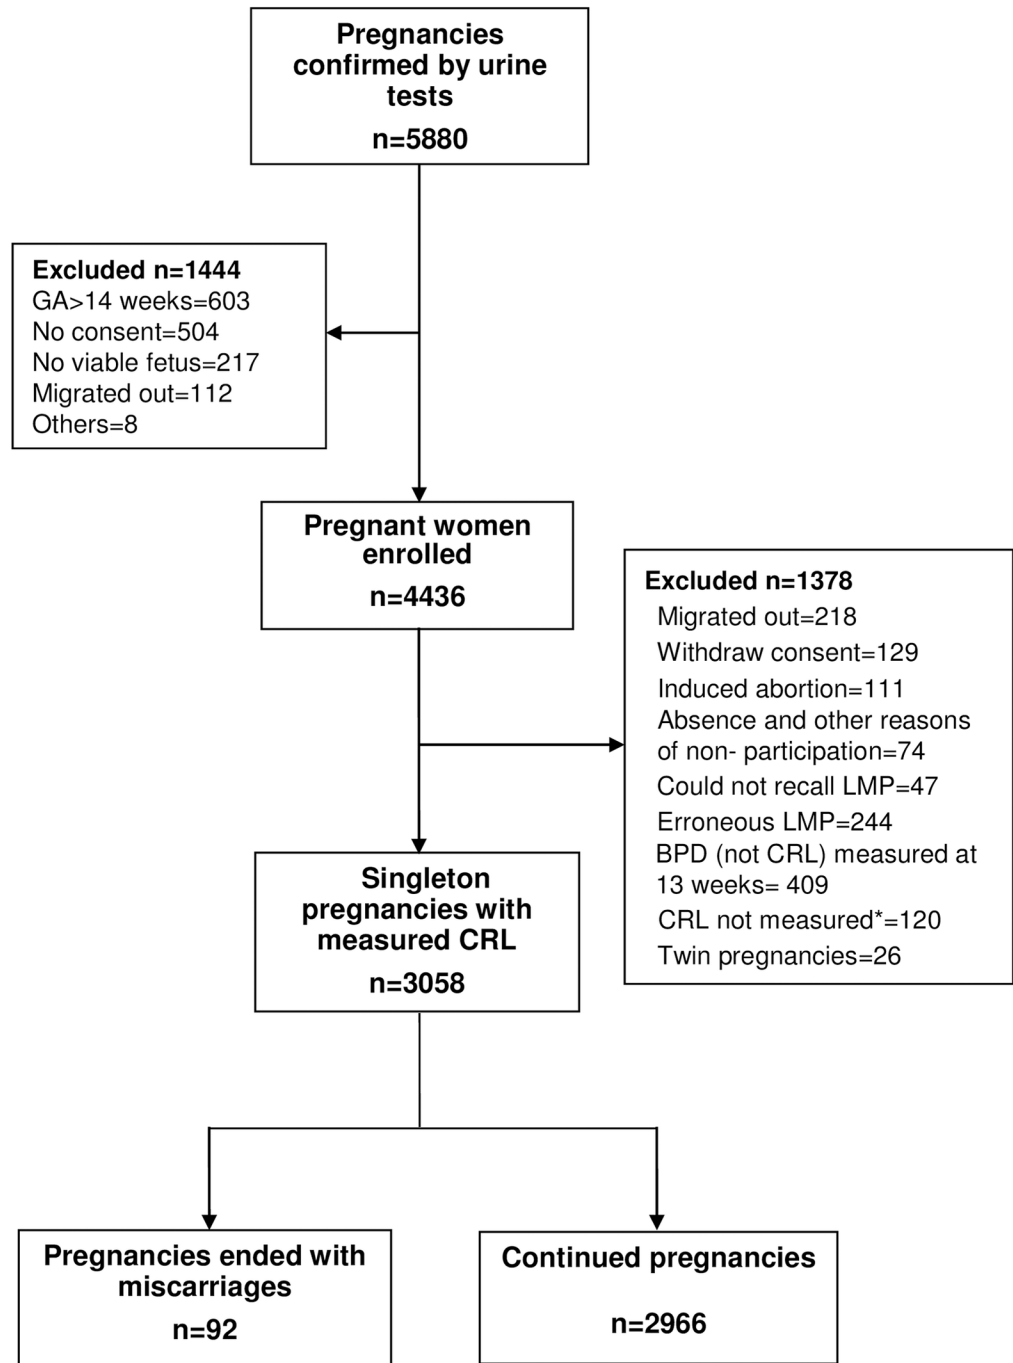 Pregnancies
confirmed by urine
tests
n=5880
Excluded n=1444
GA>14 weeks=603
No consent=504
No viable fetus=217
Migrated out=112
Others=8
Pregnant women
enrolled
n=4436
Excluded n=1378
Migrated out=218
Withdraw consent=129
Induced abortion=111
Absence and other reasons
of non- participation=74
Could not recall LMP=47
Erroneous LMP=244
BPD (not CRL) measured at
13 weeks= 409
CRL not measured*=120
Twin pregnancies=26
Singleton
pregnancies with
measured CRL
n=3058
Pregnancies ended with
miscarriages
n=92
Continued pregnancies
n=2966